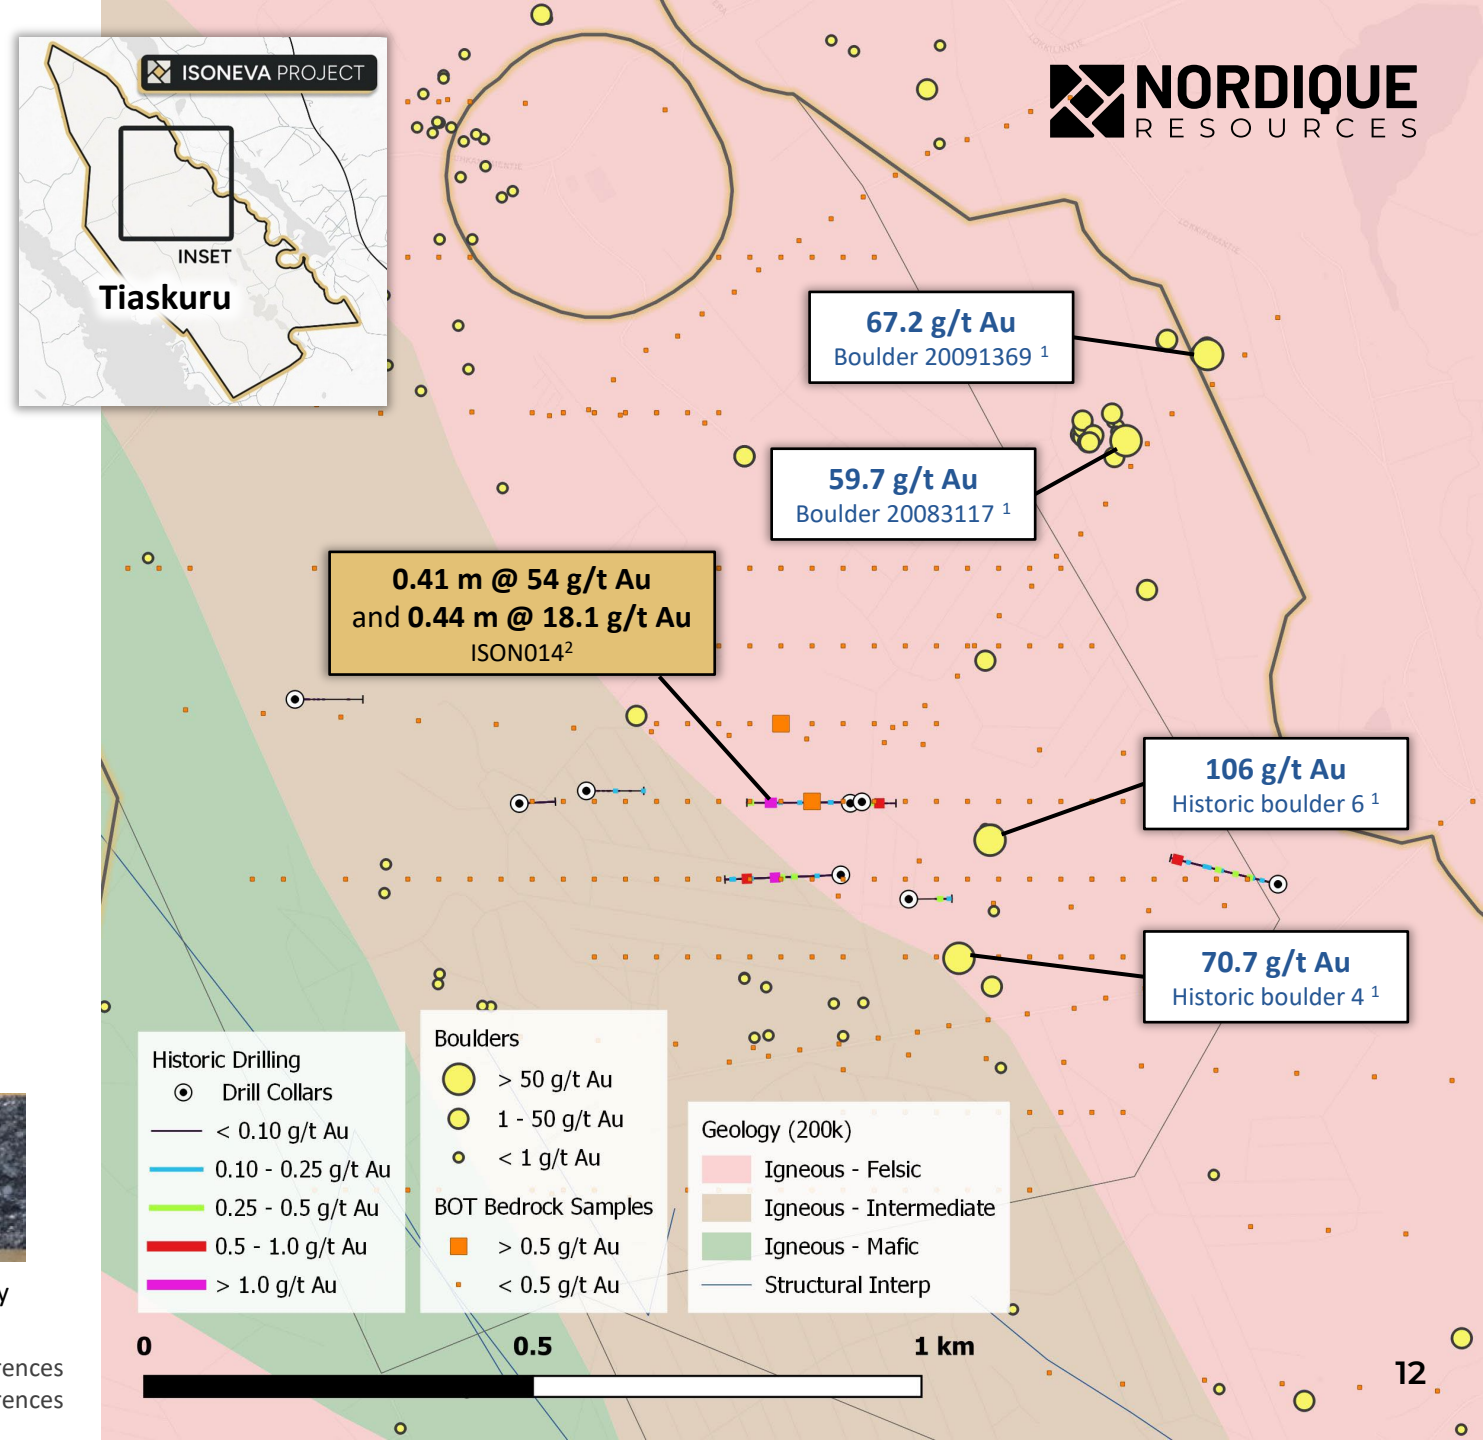 ISONEVA PROJECT
INSET
Tiaskuru
NORDIQUE
RESOURCES
67.2 g/t Au
Boulder 20091369 1
59.7 g/t Au
Boulder 20083117 1
0.41 m @ 54 g/t Au
and 0.44 m @ 18.1 g/t Au
ISON014²
106 g/t Au
Historic boulder 6 1
70.7 g/t Au
Historic boulder 4 1
Historic Drilling
Drill Collars
< 0.10 g/t Au
0.10 - 0.25 g/t Au
0.25 - 0.5 g/t Au
0.5 - 1.0 g/t Au
> 1.0 g/t Au
Boulders
> 50 g/t Au
1 - 50 g/t Au
< 1 g/t Au
BOT Bedrock Samples
> 0.5 g/t Au
< 0.5 g/t Au
Geology (200k)
Igneous - Felsic
Igneous - Intermediate
Igneous - Mafic
Structural Interp
0 0.5 1 km
y
rences
rences
12